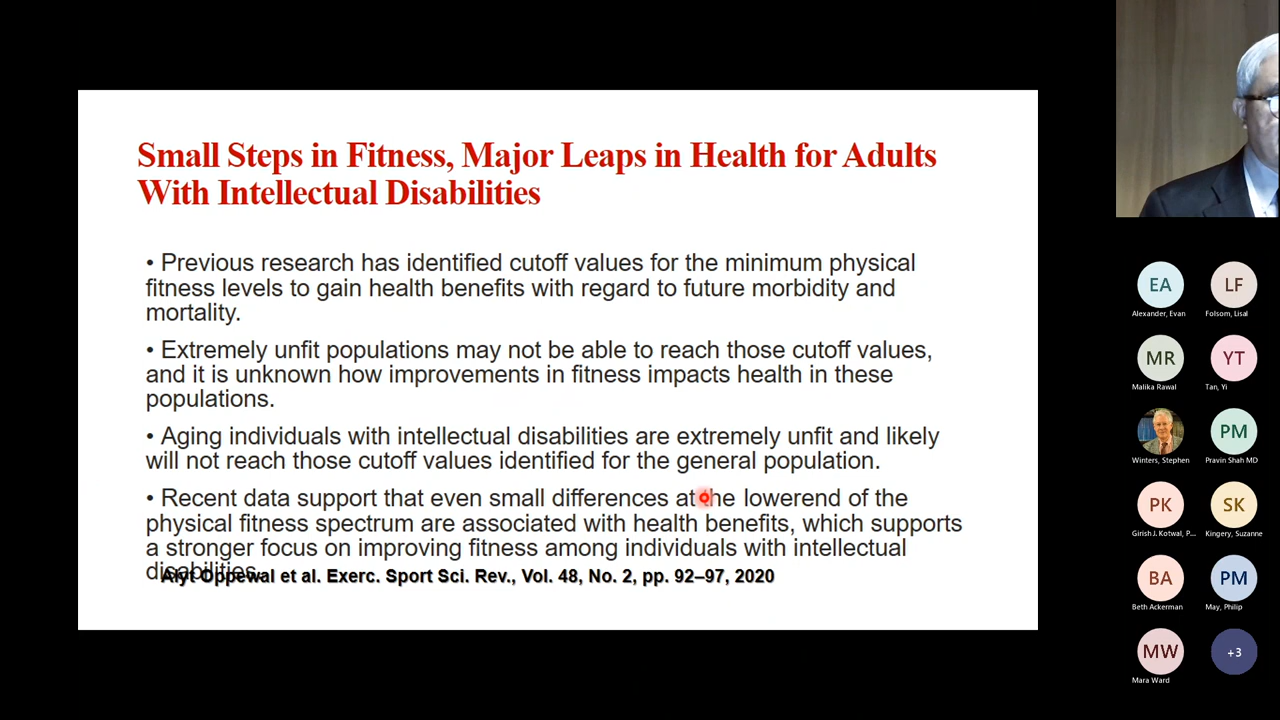 Small Steps in Fitness, Major Leaps in Health for Adults
With Intellectual Disabilities
• Previous research has identified cutoff values for the minimum physical
fitness levels to gain health benefits with regard to future morbidity and
mortality.
• Extremely unfit populations may not be able to reach those cutoff values,
and it is unknown how improvements in fitness impacts health in these
populations.
• Aging individuals with intellectual disabilities are extremely unfit and likely
will not reach those cutoff values identified for the general population.
• Recent data support that even small differences at the lowerend of the
physical fitness spectrum are associated with health benefits, which supports
a stronger focus on improving fitness among individuals with intellectual
disabilities.
Alyt Oppewal et al. Exerc. Sport Sci. Rev., Vol. 48, No. 2, pp. 92–97, 2020
EA
Alexander, Evan
LF
Folsom, Lisal
MR
Malika Rawal
YT
Tan, Yi
Winters, Stephen
PM
Pravin Shah MD
PK
Girish J. Kotwal, P...
SK
Kingery, Suzanne
BA
Beth Ackerman
PM
May, Philip
MW
Mara Ward
+3